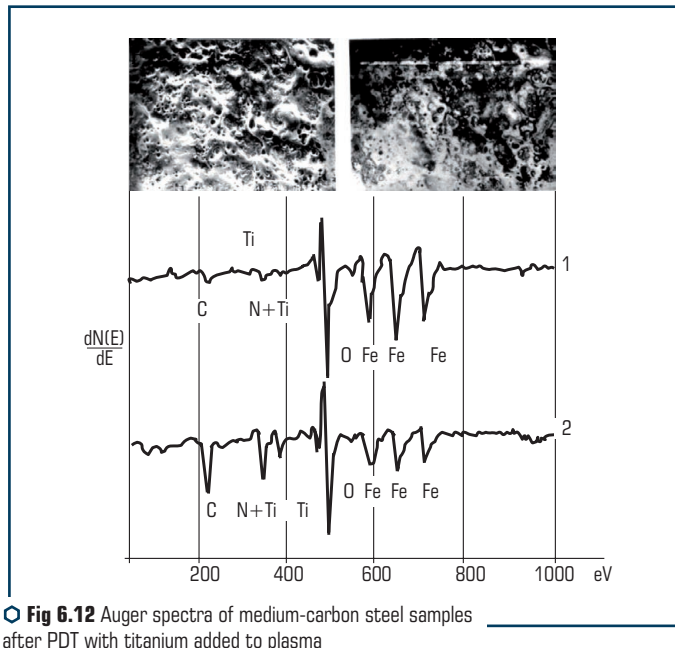 Ti
1
C N+Ti
dN(E)
dE
O Fe Fe Fe
2
O Fe Fe Fe
C N+Ti Ti
200 400 600 800 1000 eV
Fig 6.12 Auger spectra of medium-carbon steel samples
after PDT with titanium added to plasma